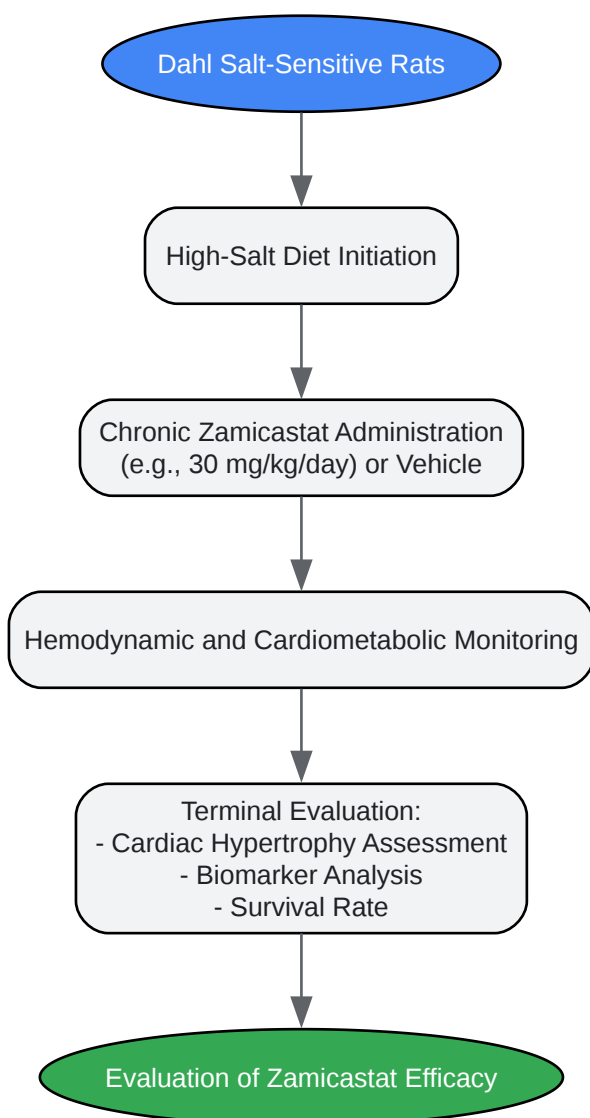 Dahl Salt-Sensitive Rats
High-Salt Diet Initiation
Chronic Zamicastat Administration
(e.g., 30 mg/kg/day) or Vehicle
Hemodynamic and Cardiometabolic Monitoring
Terminal Evaluation:
- Cardiac Hypertrophy Assessment
- Biomarker Analysis
- Survival Rate
Evaluation of Zamicastat Efficacy